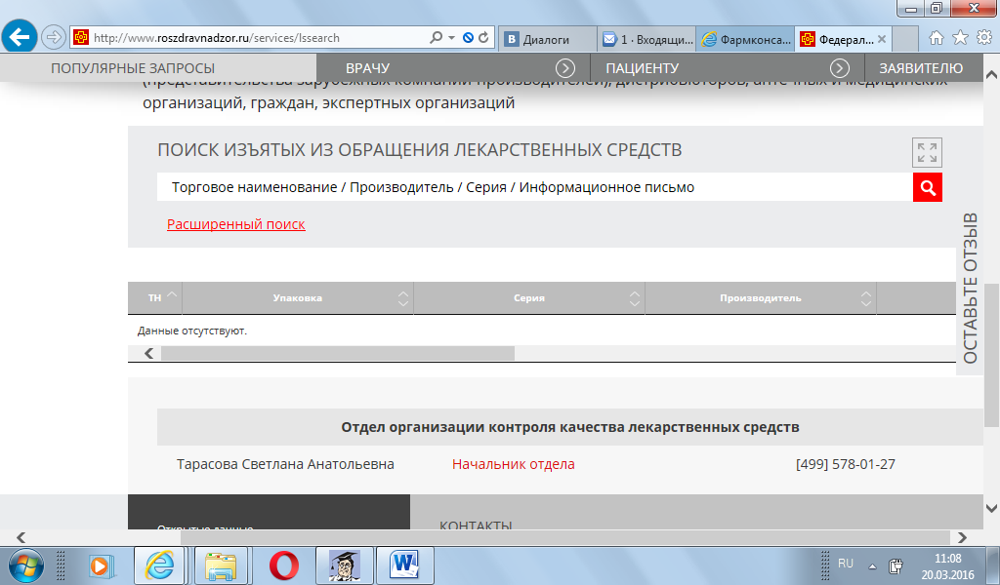 http://www.roszdravnadzor.ru/services/lssearch
Диалоги
1 · Входящи...
Фармконса...
Федерал...
ПОПУЛЯРНЫЕ ЗАПРОСЫ
ВРАЧУ
ПАЦИЕНТУ
ЗАЯВИТЕЛЮ
(представительства зарубежных компаний производителей), дистрибьюторов, аптечных и медицинских
организаций, граждан, экспертных организаций
ПОИСК ИЗЪЯТЫХ ИЗ ОБРАЩЕНИЯ ЛЕКАРСТВЕННЫХ СРЕДСТВ
Торговое наименование / Производитель / Серия / Информационное письмо
Расширенный поиск
ОСТАВЬТЕ ОТЗЫВ
ТН
Упаковка
Серия
Производитель
Данные отсутствуют.
Отдел организации контроля качества лекарственных средств
Тарасова Светлана Анатольевна
Начальник отдела
[499] 578-01-27
Открытые данные
КОНТАКТЫ
RU
11:08
20.03.2016